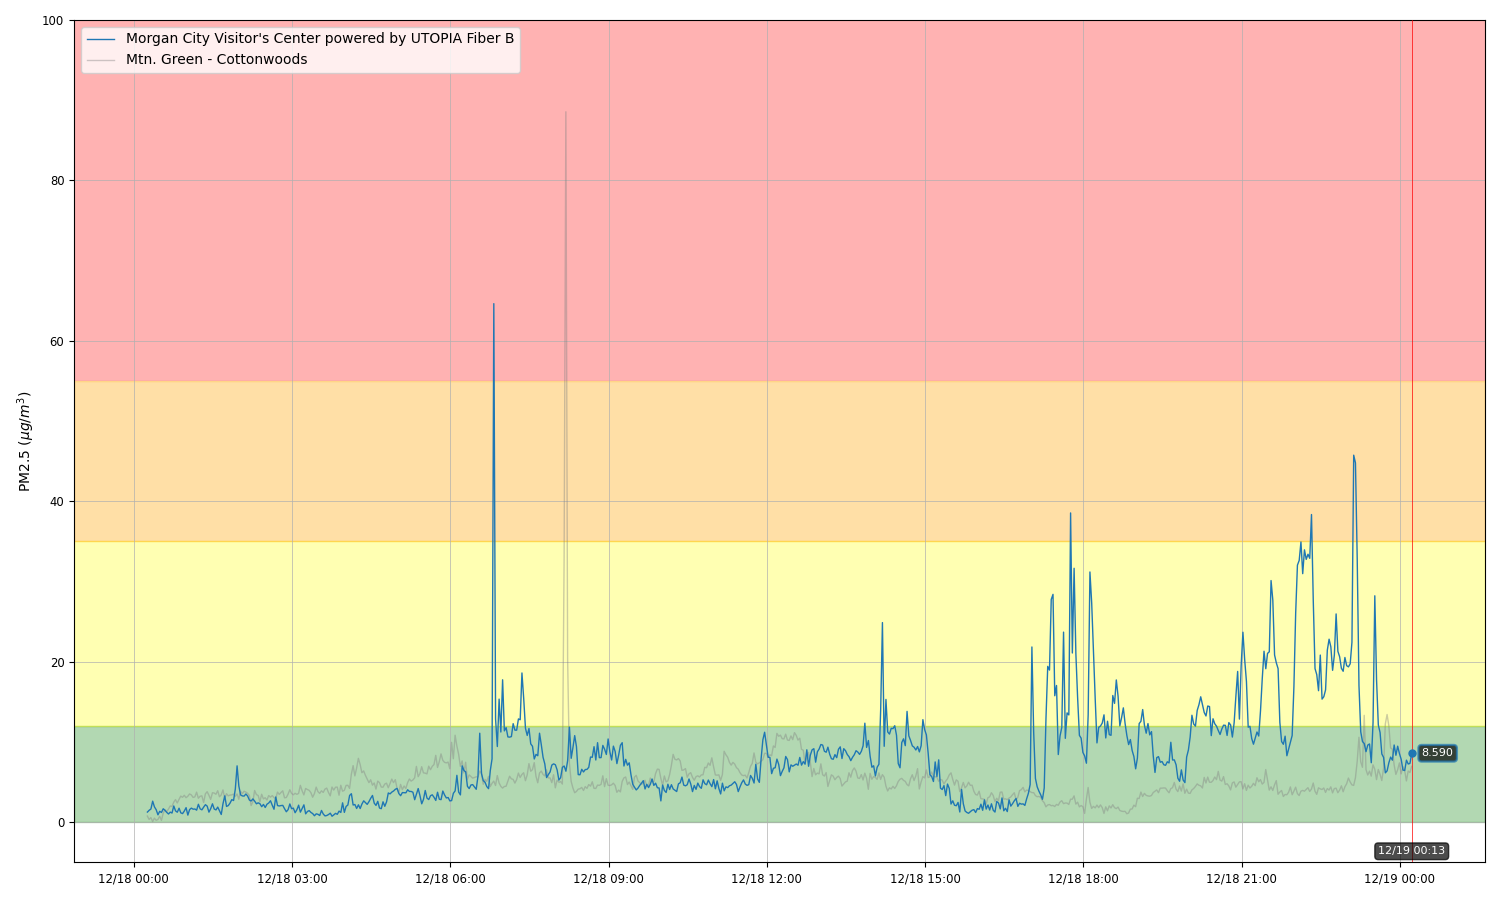 100
Morgan City Visitor's Center powered by UTOPIA Fiber B
Mtn. Green - Cottonwoods
80
60
40
20
0
PM2.5 (μg/m³)
8.590
12/19 00:13
12/18 00:00 12/18 03:00 12/18 06:00 12/18 09:00 12/18 12:00 12/18 15:00 12/18 18:00 12/18 21:00 12/19 00:00